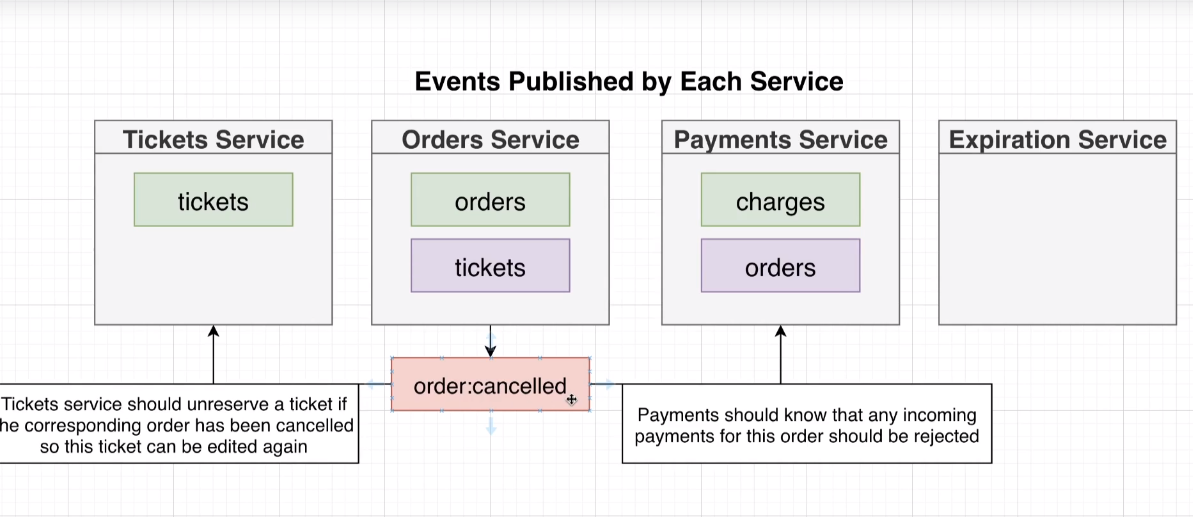 Events Published by Each Service
Tickets Service
tickets
Orders Service
orders
tickets
Payments Service
charges
orders
Expiration Service
order:cancelled
Tickets service should unreserve a ticket if
he corresponding order has been cancelled
so this ticket can be edited again
Payments should know that any incoming
payments for this order should be rejected